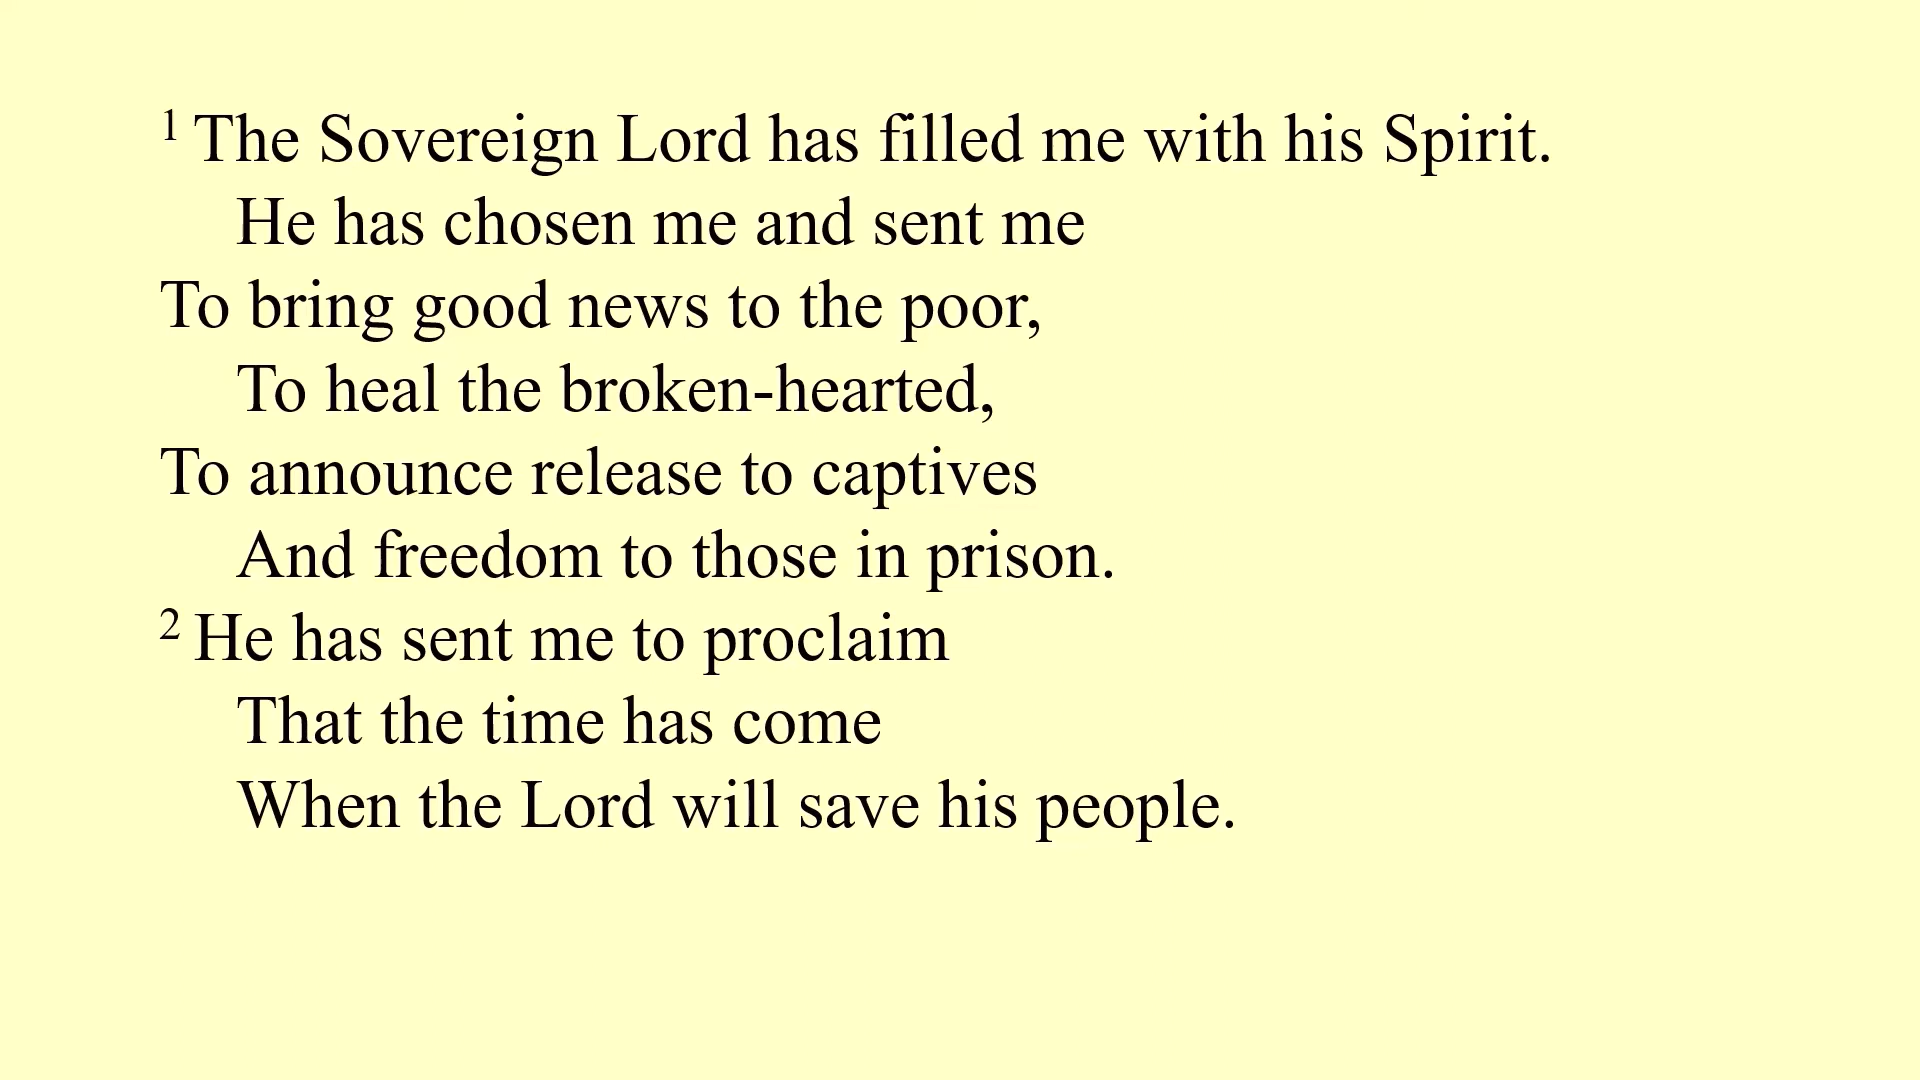 1 The Sovereign Lord has filled me with his Spirit.
He has chosen me and sent me
To bring good news to the poor,
To heal the broken-hearted,
To announce release to captives
And freedom to those in prison.
2 He has sent me to proclaim
That the time has come
When the Lord will save his people.